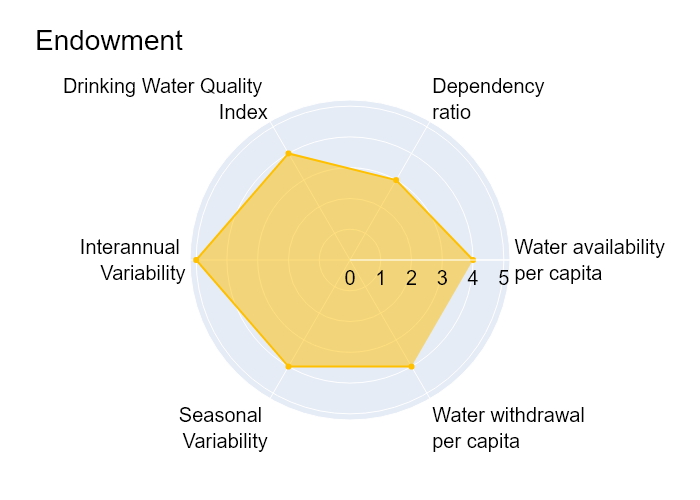 Endowment
Drinking Water Quality
Index
Dependency
ratio
Interannual
Variability
Water availability
per capita
0 1 2 3 4 5
Seasonal
Variability
Water withdrawal
per capita